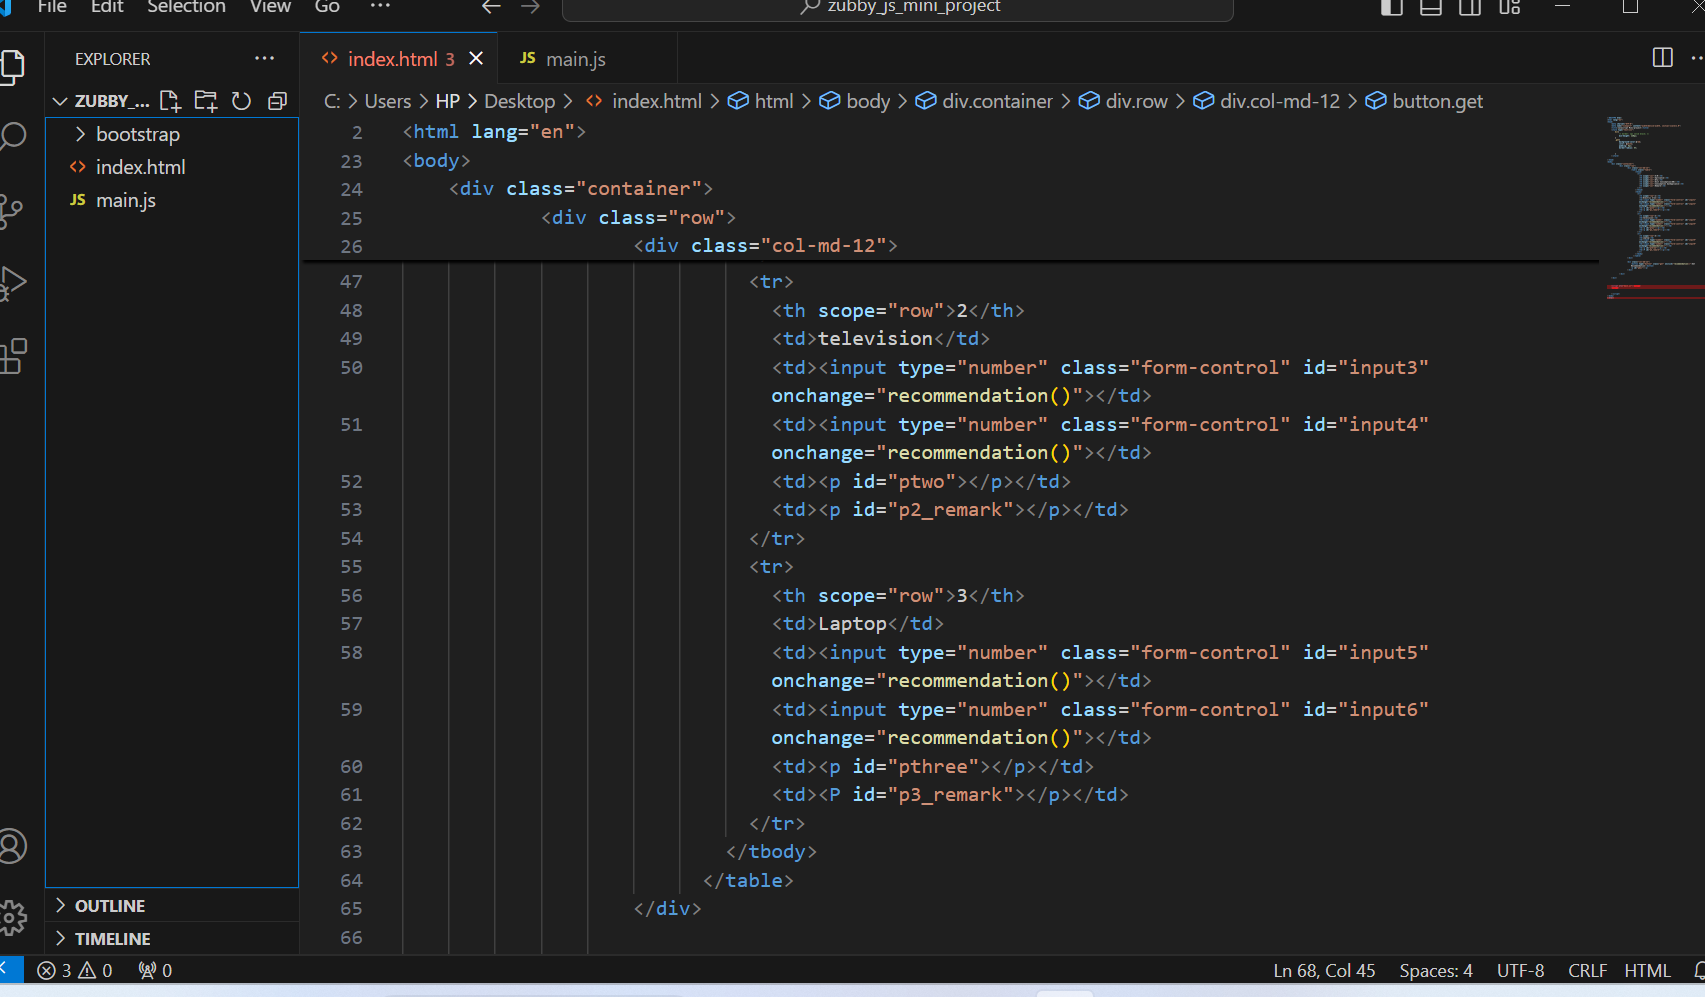 File Edit Selection View Go ··· zubby_js_mini_project
EXPLORER ···
index.html 3 ×
JS main.js
ZUBBY_...
C: > Users > HP > Desktop > index.html > html > body > div.container > div.row > div.col-md-12 > button.get
bootstrap
index.html
JS main.js
2 <html lang="en">
23 <body>
24 <div class="container">
25 <div class="row">
26 <div class="col-md-12">
47 <tr>
48 <th scope="row">2</th>
49 <td>television</td>
50 <td><input type="number" class="form-control" id="input3"
onchange="recommendation()"></td>
51 <td><input type="number" class="form-control" id="input4"
onchange="recommendation()"></td>
52 <td><p id="ptwo"></p></td>
53 <td><p id="p2_remark"></p></td>
54 </tr>
55 <tr>
56 <th scope="row">3</th>
57 <td>Laptop</td>
58 <td><input type="number" class="form-control" id="input5"
onchange="recommendation()"></td>
59 <td><input type="number" class="form-control" id="input6"
onchange="recommendation()"></td>
60 <td><p id="pthree"></p></td>
61 <td><P id="p3_remark"></p></td>
62 </tr>
63 </tbody>
64 </table>
65 </div>
66
OUTLINE
TIMELINE
3 0 0 Ln 68, Col 45 Spaces: 4 UTF-8 CRLF HTML